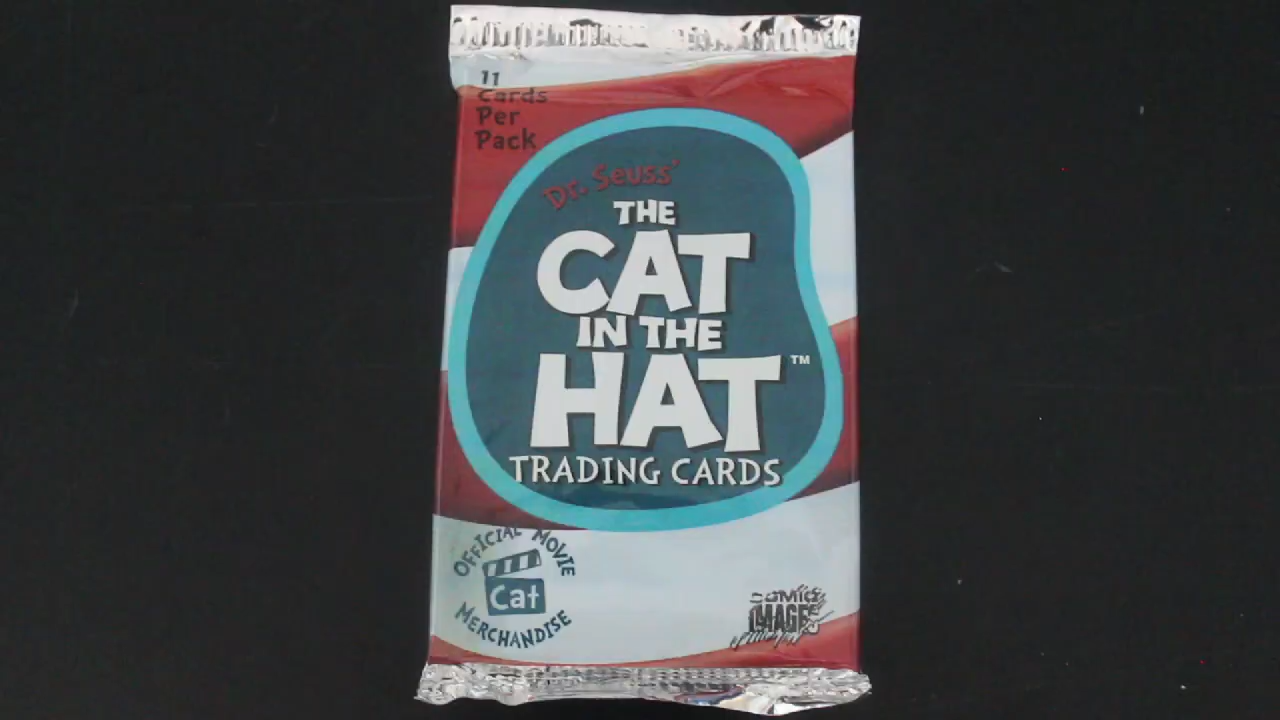 11
Cards
Per
Pack
Dr. Seuss'
THE
CAT
IN THE
HAT™
TRADING CARDS
OFFICIAL MOVIE
Cat
MERCHANDISE
COMIC
IMAGES